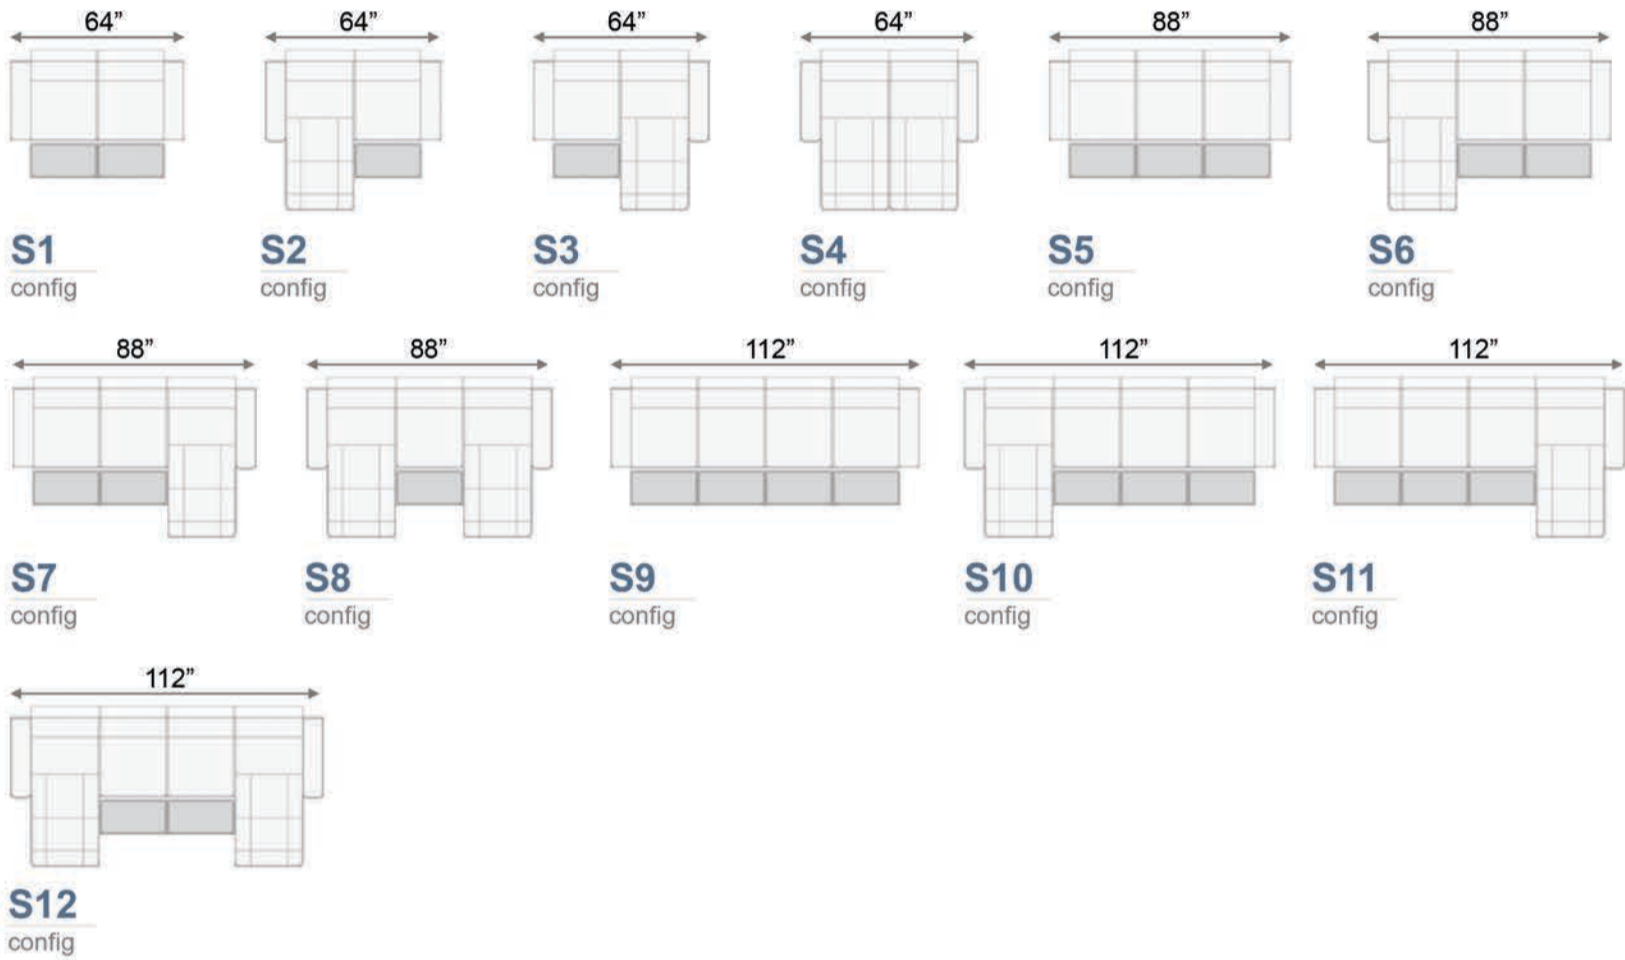 64” 64” 64” 64” 88” 88”
S1 S2 S3 S4 S5 S6
config config config config config config
88” 88” 112” 112” 112”
S7 S8 S9 S10 S11
config config config config config
112”
S12
config